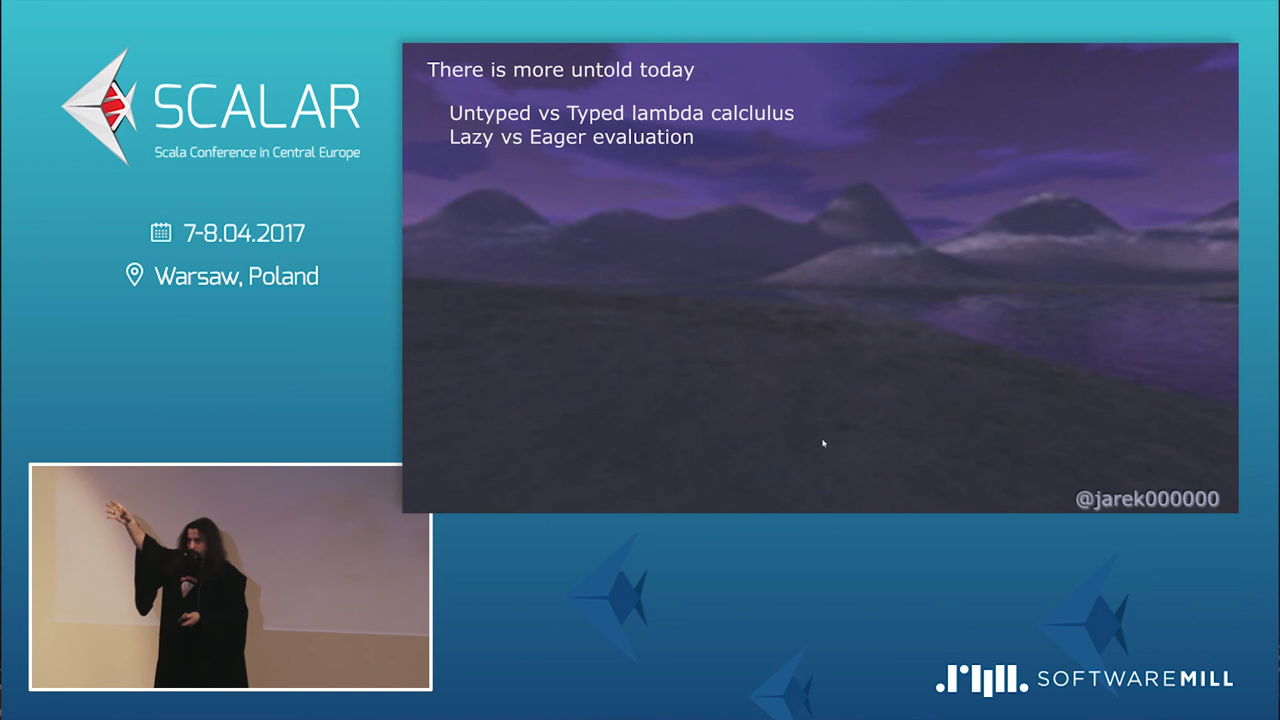 SCALAR
Scala Conference in Central Europe
7-8.04.2017
Warsaw, Poland
There is more untold today
Untyped vs Typed lambda calclulus
Lazy vs Eager evaluation
@jarek000000
SOFTWAREMILL